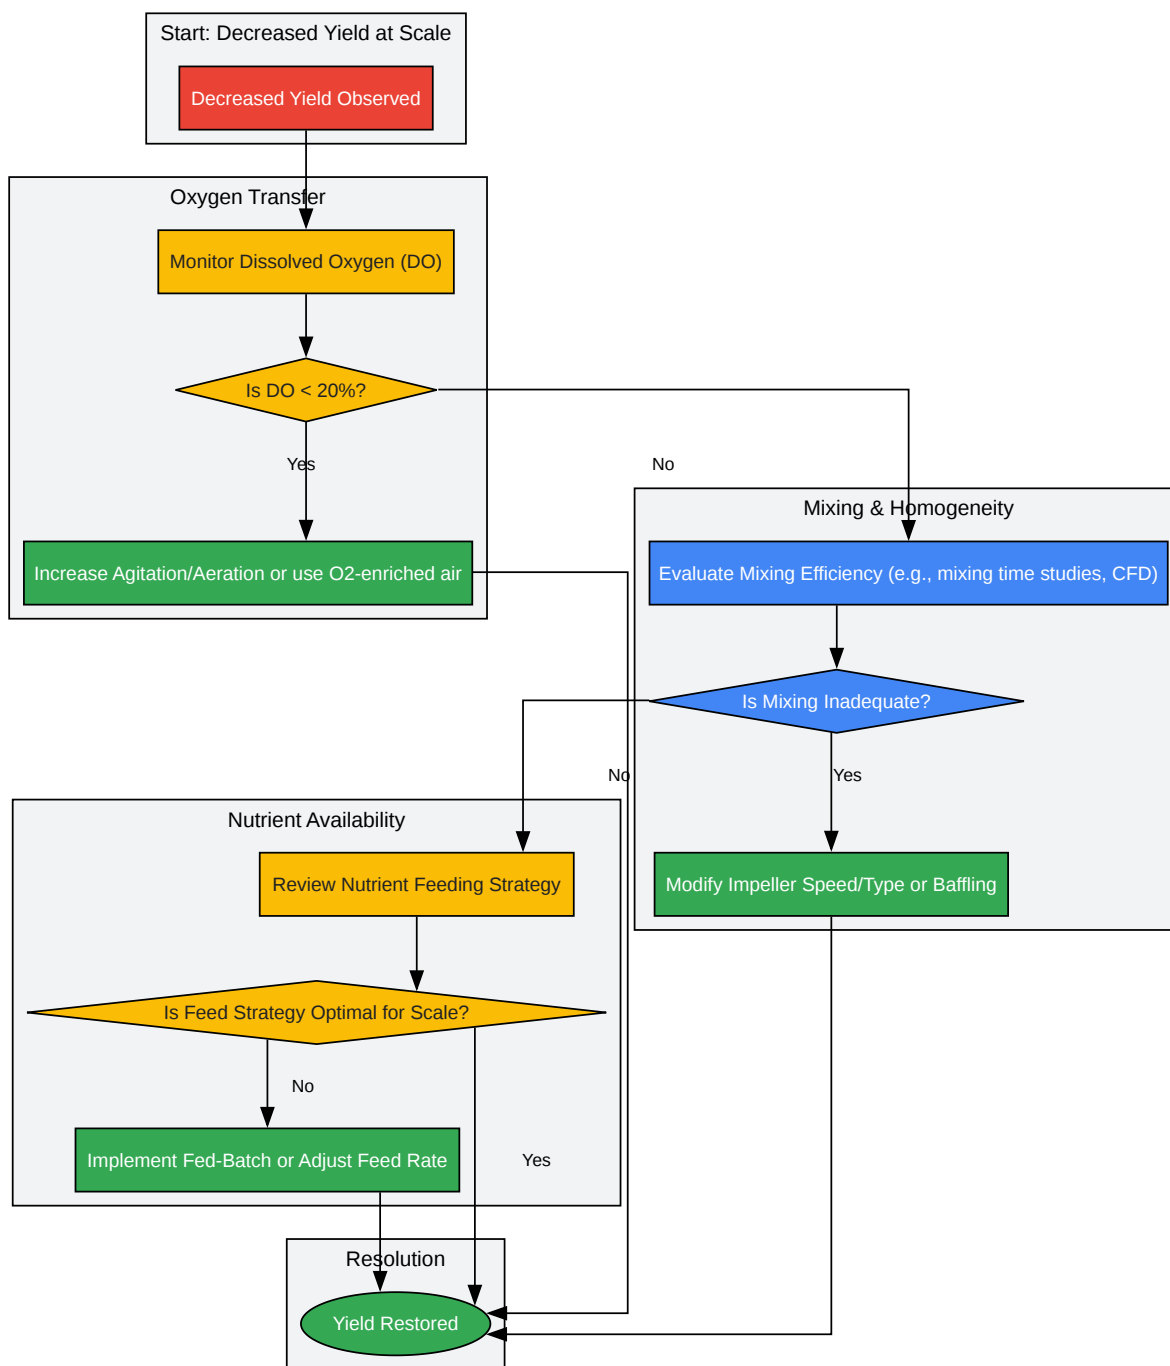 Start: Decreased Yield at Scale
Decreased Yield Observed
Oxygen Transfer
Monitor Dissolved Oxygen (DO)
Is DO < 20%?
Yes
No
Increase Agitation/Aeration or use O2-enriched air
Mixing & Homogeneity
Evaluate Mixing Efficiency (e.g., mixing time studies, CFD)
Is Mixing Inadequate?
No
Yes
Modify Impeller Speed/Type or Baffling
Nutrient Availability
Review Nutrient Feeding Strategy
Is Feed Strategy Optimal for Scale?
No
Yes
Implement Fed-Batch or Adjust Feed Rate
Resolution
Yield Restored